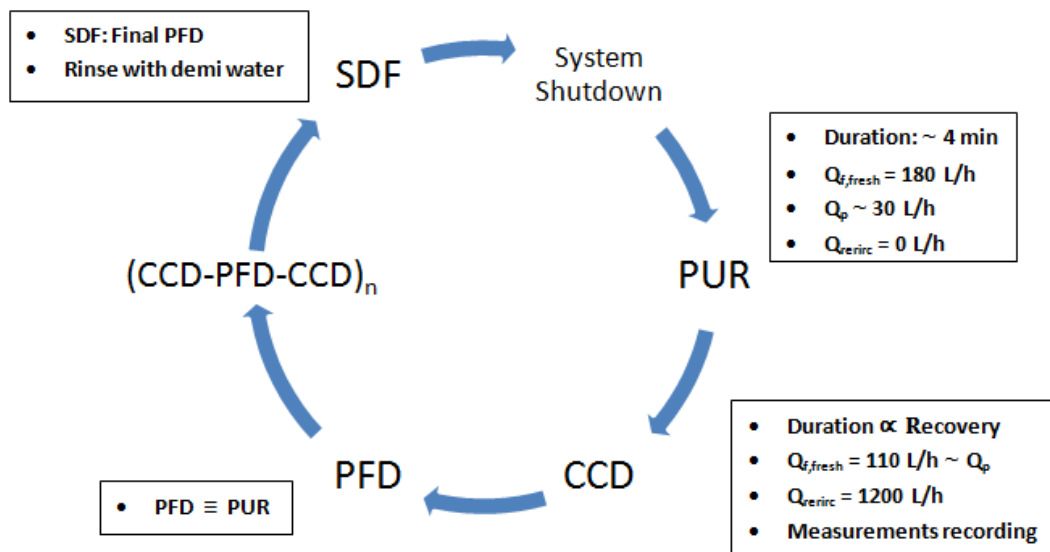 • SDF: Final PFD
• Rinse with demi water
SDF
System
Shutdown
• Duration: ~ 4 min
• Qf,fresh = 180 L/h
• Qp ~ 30 L/h
• Qrerirc = 0 L/h
PUR
• Duration ∝ Recovery
• Qf,fresh = 110 L/h ~ Qp
• Qrerirc = 1200 L/h
• Measurements recording
CCD
PFD
• PFD ≡ PUR
(CCD-PFD-CCD)n